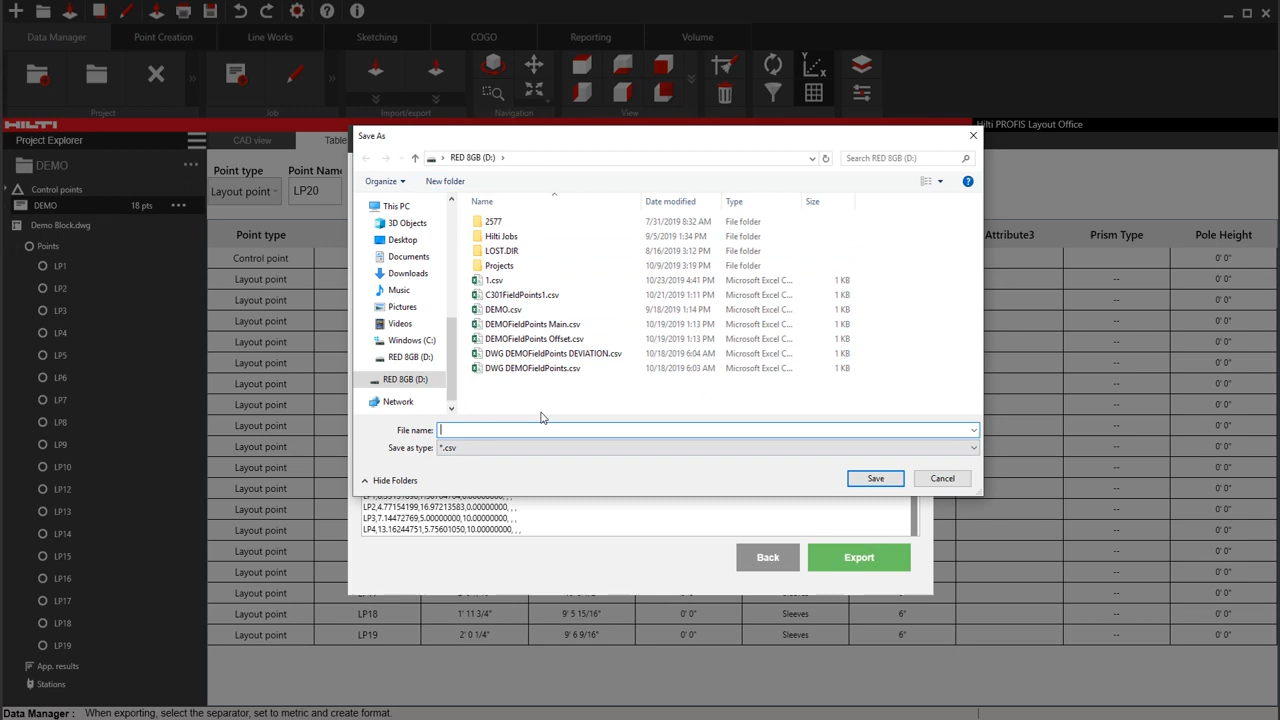 Data Manager
Point Creation
Line Works
Sketching
COGO
Reporting
Volume
Project
Job
Import/export
Navigation
View
HILTI
Hilti PROFIS Layout Office
Project Explorer
CAD view
Table
DEMO
Control points
DEMO
18 pts
Demo Block.dwg
Points
LP1
LP2
LP3
LP4
LP5
LP6
LP7
LP8
LP9
LP10
LP12
LP13
LP14
LP15
LP16
LP17
LP18
LP19
App. results
Stations
Point type
Point Name
Layout point
LP20
Point type
Attribute3
Prism Type
Pole Height
Control point
--
0' 0"
Layout point
--
0' 0"
Layout point
--
0' 0"
Layout point
--
0' 0"
Layout point
--
0' 0"
Layout point
--
0' 0"
Layout point
--
0' 0"
Layout point
--
0' 0"
Layout point
--
0' 0"
Layout point
--
0' 0"
Layout point
--
0' 0"
Layout point
--
0' 0"
Layout point
--
0' 0"
Layout point
--
0' 0"
Layout point
--
0' 0"
Layout point
--
0' 0"
Layout point
--
0' 0"
Layout point
LP18
1' 11 3/4"
9' 5 15/16"
0' 0"
Sleeves
6"
--
0' 0"
Layout point
LP19
2' 0 1/4"
9' 6 9/16"
0' 0"
Sleeves
6"
--
0' 0"
Save As
RED 8GB (D:)
Search RED 8GB (D:)
Organize
New folder
This PC
3D Objects
Desktop
Documents
Downloads
Music
Pictures
Videos
Windows (C:)
RED 8GB (D:)
RED 8GB (D:)
Network
Name
Date modified
Type
Size
2577
7/31/2019 8:32 AM
File folder
Hilti Jobs
9/5/2019 1:34 PM
File folder
LOST.DIR
8/16/2019 3:12 PM
File folder
Projects
10/9/2019 3:19 PM
File folder
1.csv
10/23/2019 4:41 PM
Microsoft Excel C...
1 KB
C301FieldPoints1.csv
10/21/2019 1:11 PM
Microsoft Excel C...
1 KB
DEMO.csv
9/18/2019 1:14 PM
Microsoft Excel C...
1 KB
DEMOFieldPoints Main.csv
10/19/2019 1:13 PM
Microsoft Excel C...
1 KB
DEMOFieldPoints Offset.csv
10/19/2019 1:13 PM
Microsoft Excel C...
1 KB
DWG DEMOFieldPoints DEVIATION.csv
10/18/2019 6:04 AM
Microsoft Excel C...
1 KB
DWG DEMOFieldPoints.csv
10/18/2019 6:03 AM
Microsoft Excel C...
1 KB
File name:
Save as type:
*.csv
Hide Folders
Save
Cancel
LP2,4.77154199,16.97213583,0.00000000, , ,
LP3,7.14472769,5.00000000,10.00000000, , ,
LP4,13.16244751,5.75601050,10.00000000, , ,
Back
Export
Data Manager : When exporting, select the separator, set to metric and create format.